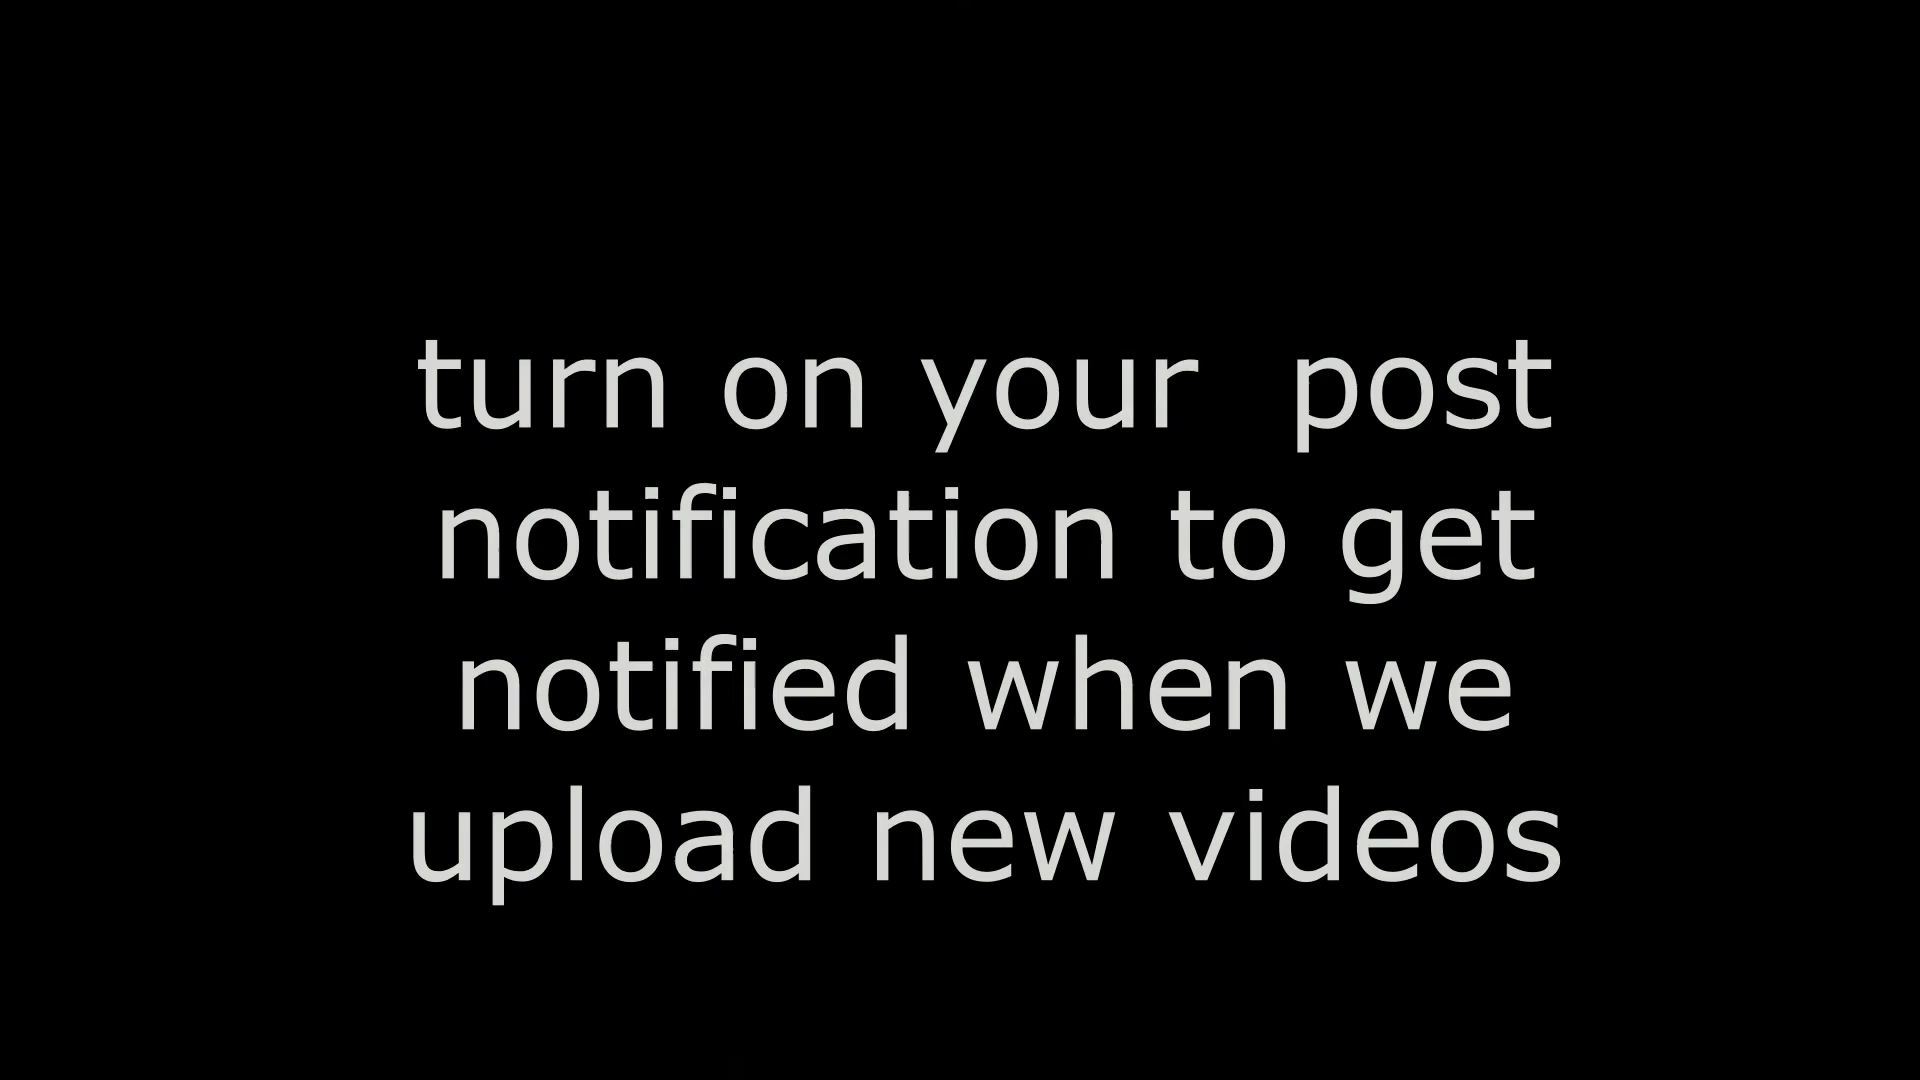 turn on your  post
notification to get
notified when we
upload new videos